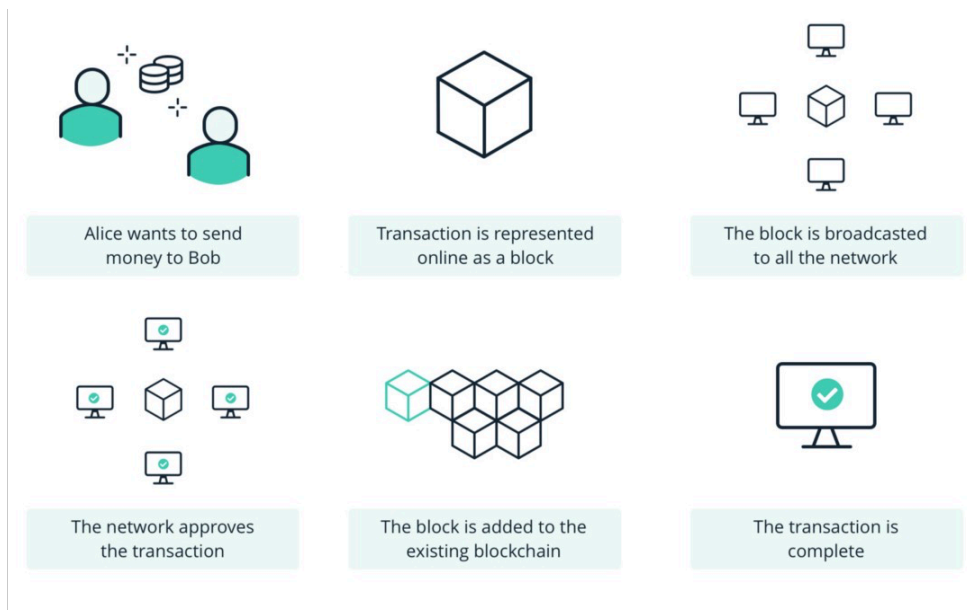 Alice wants to send
money to Bob
Transaction is represented
online as a block
The block is broadcasted
to all the network
The network approves
the transaction
The block is added to the
existing blockchain
The transaction is
complete